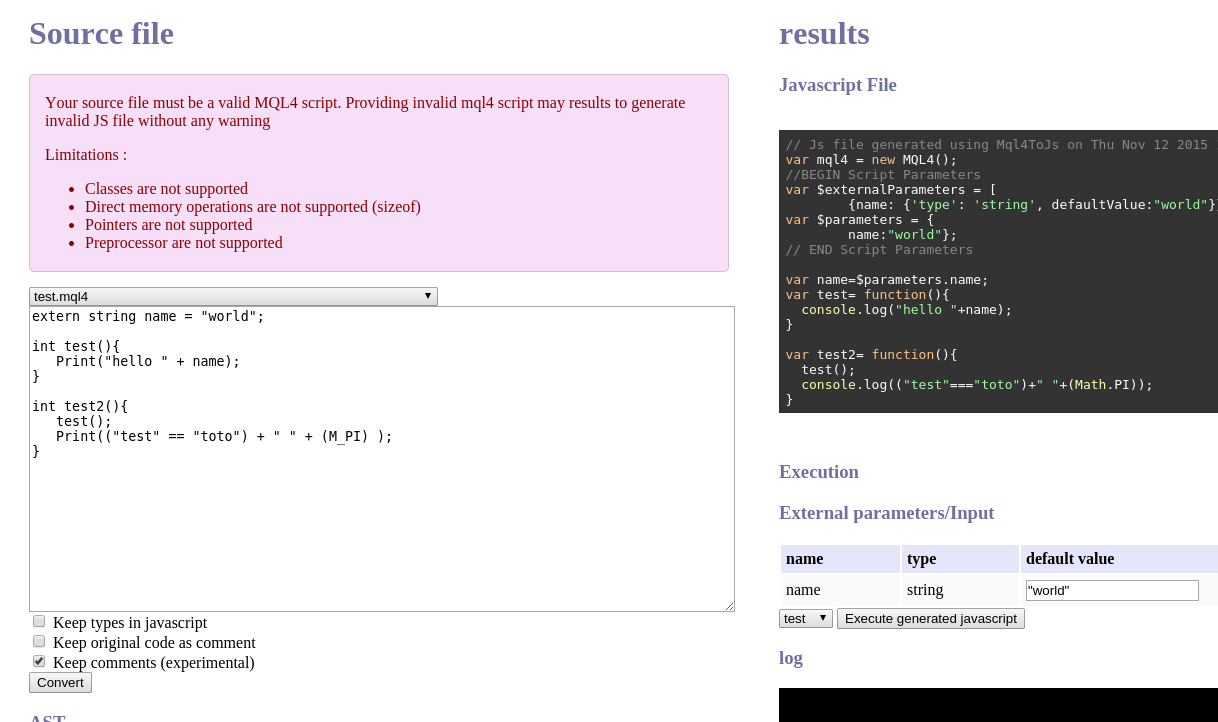 Source file
Your source file must be a valid MQL4 script. Providing invalid mql4 script may results to generate
invalid JS file without any warning
Limitations :
• Classes are not supported
• Direct memory operations are not supported (sizeof)
• Pointers are not supported
• Preprocessor are not supported
test.mql4
extern string name = "world";

int test(){
   Print("hello " + name);
}

int test2(){
   test();
   Print(("test" == "toto") + " " + (M_PI) );
}
Keep types in javascript
Keep original code as comment
Keep comments (experimental)
Convert
results
Javascript File
// Js file generated using Mql4ToJs on Thu Nov 12 2015
var mql4 = new MQL4();
//BEGIN Script Parameters
var $externalParameters = [
        {name: {'type': 'string', defaultValue:"world"}
var $parameters = {
        name:"world"};
// END Script Parameters

var name=$parameters.name;
var test= function(){
  console.log("hello "+name);
}

var test2= function(){
  test();
  console.log(("test"==="toto")+" "+(Math.PI));
}
Execution
External parameters/Input
name type default value
name string "world"
test Execute generated javascript
log